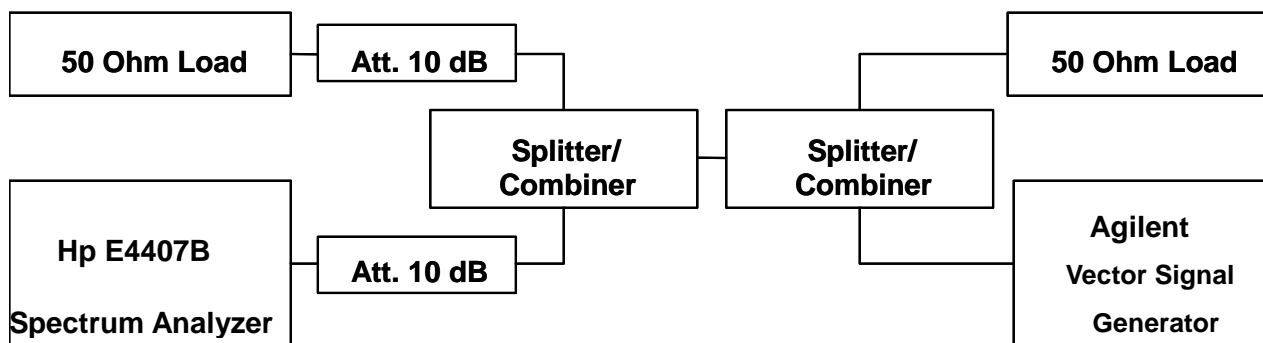 50 Ohm Load
Att. 10 dB
50 Ohm Load
Splitter/
Combiner
Splitter/
Combiner
Hp E4407B
Spectrum Analyzer
Att. 10 dB
Agilent
Vector Signal
Generator